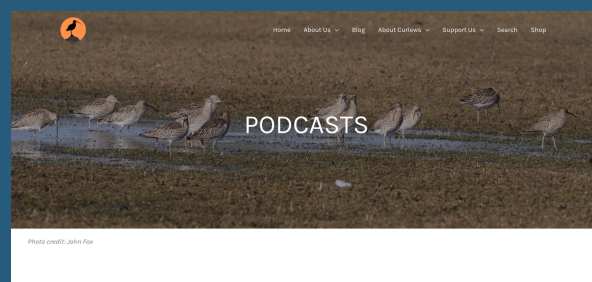 Home About Us Blog About Curlews Support Us Search Shop
PODCASTS
Photo credit: John Fox